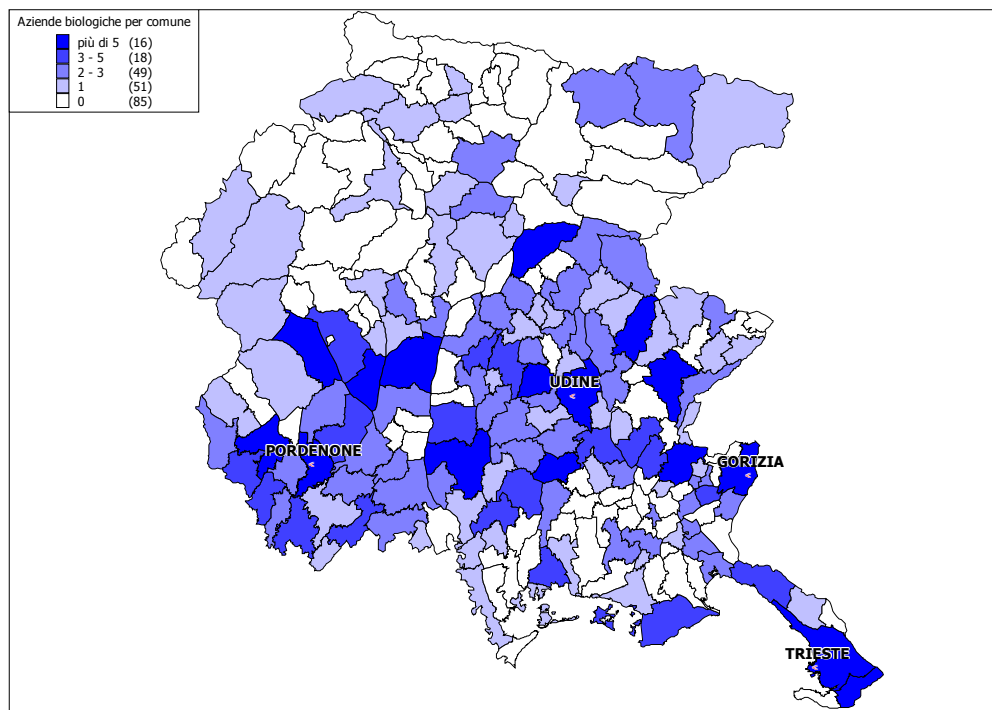 Aziende biologiche per comune
più di 5 (16)
3 - 5 (18)
2 - 3 (49)
1 (51)
0 (85)
UDINE
PORDENONE
GORIZIA
TRIESTE